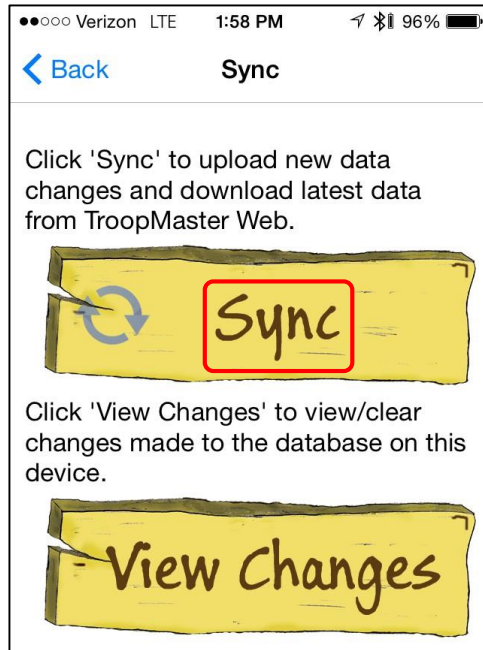 Verizon LTE 1:58 PM 96%
Back Sync
Click 'Sync' to upload new data
changes and download latest data
from TroopMaster Web.
Sync
Click 'View Changes' to view/clear
changes made to the database on this
device.
View Changes